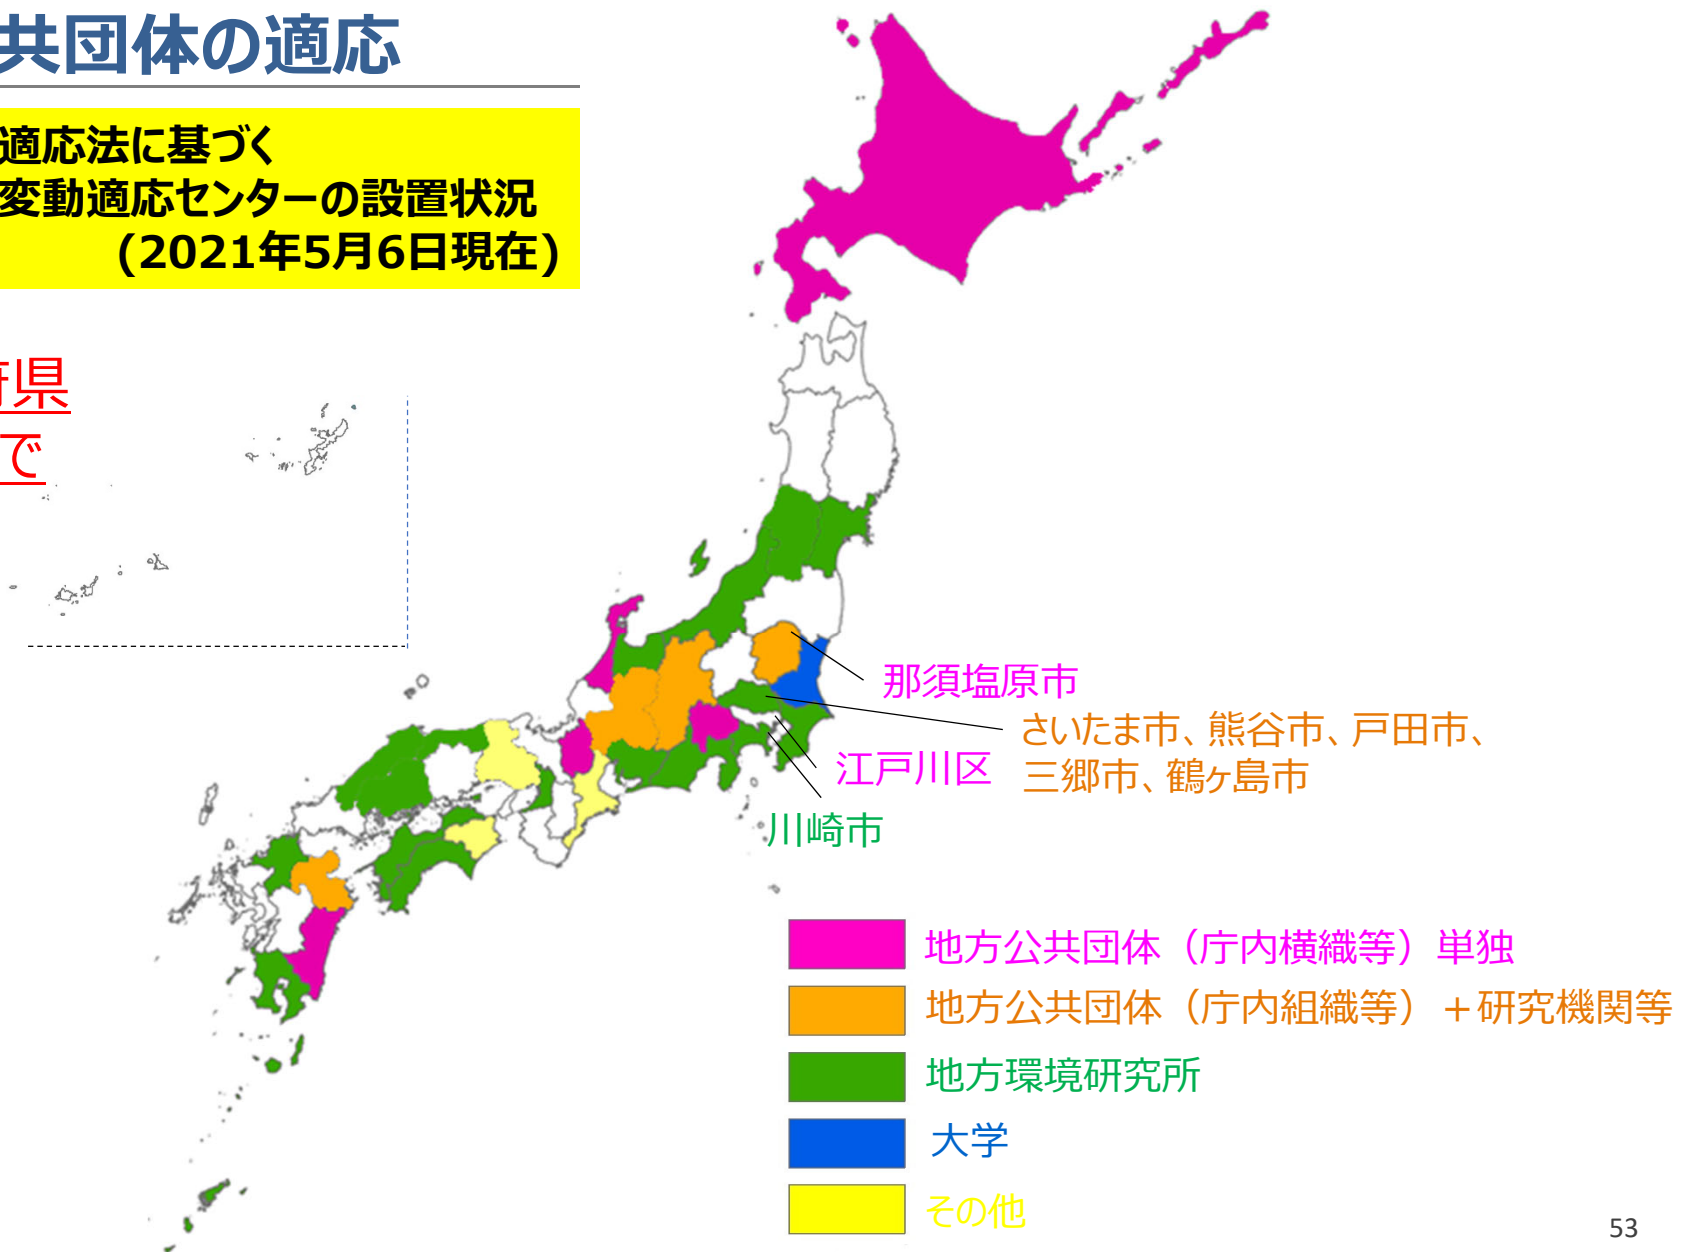 共団体の適応
適応法に基づく
変動適応センターの設置状況
(2021年5月6日現在)
県
で
那須塩原市
さいたま市、熊谷市、戸田市、
三郷市、鶴ヶ島市
江戸川区
川崎市
地方公共団体（庁内横織等）単独
地方公共団体（庁内組織等）＋研究機関等
地方環境研究所
大学
その他
53